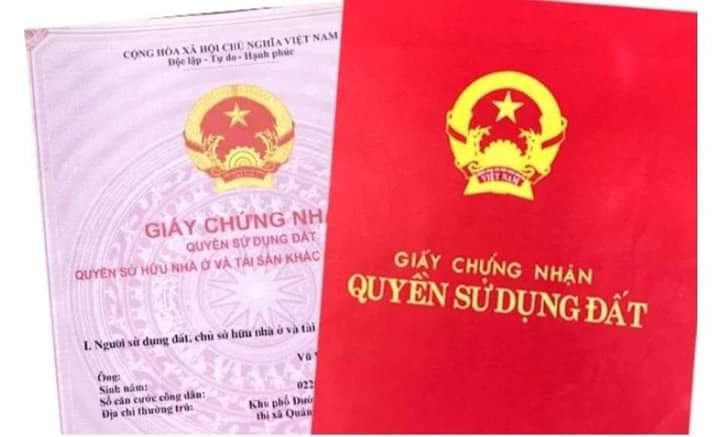 CỘNG HÒA XÃ HỘI CHỦ NGHĨA VIỆT NAM
Độc lập - Tự do - Hạnh phúc
GIẤY CHỨNG NHẬ
QUYỀN SỬ DỤNG ĐẤT
QUYỀN SỞ HỮU NHÀ Ở VÀ TÀI SẢN KHÁC
I. Người sử dụng đất, chủ sở hữu nhà ở và tài
Vũ
Ông:
Sinh năm:
Số căn cước công dân: 022
Địa chỉ thường trú: Khu phố Đườ
thị xã Quản
VIỆT NAM
GIẤY CHỨNG NHẬN
QUYỀN SỬ DỤNG ĐẤT